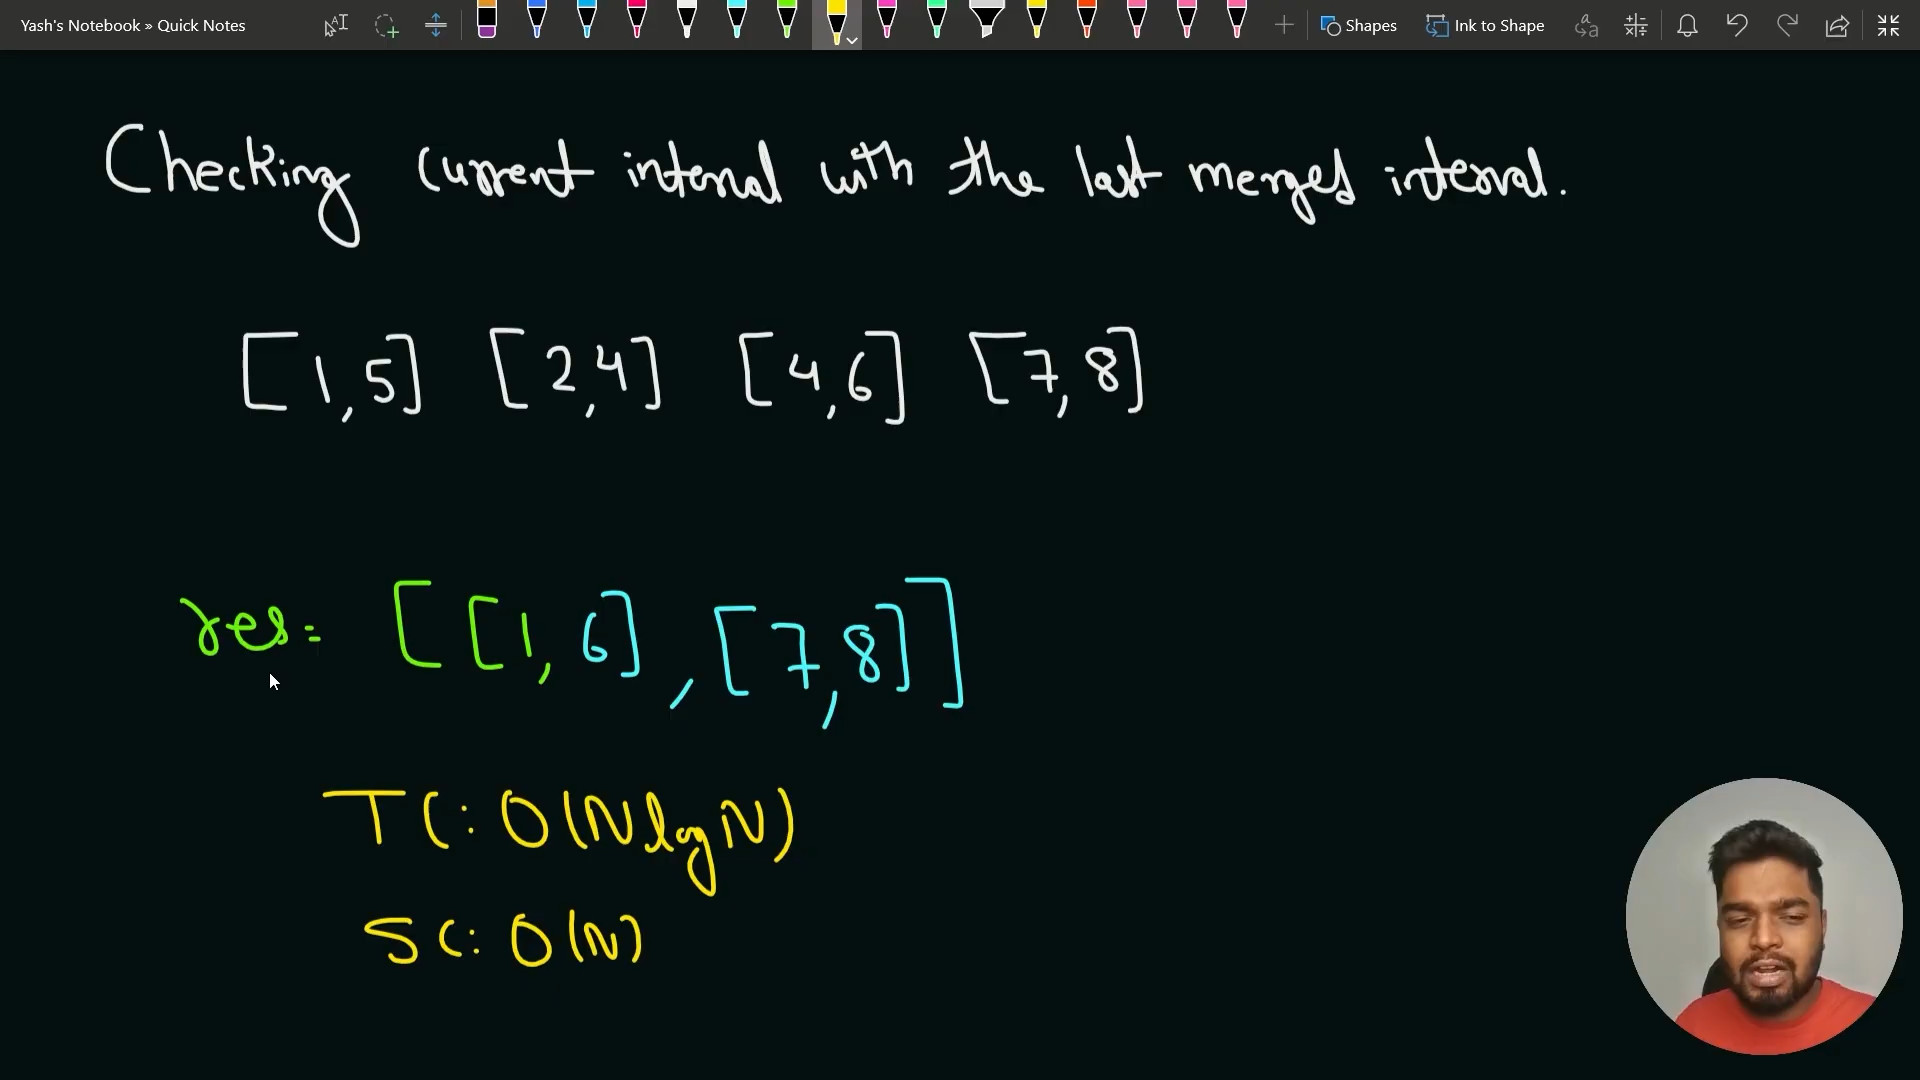 Yash's Notebook » Quick Notes
Shapes
Ink to Shape
Checking current interval with the last merged interval.
[1,5] [2,4] [4,6] [7,8]
res= [[1,6],[7,8]]
TC: O(N log N)
SC: O(N)